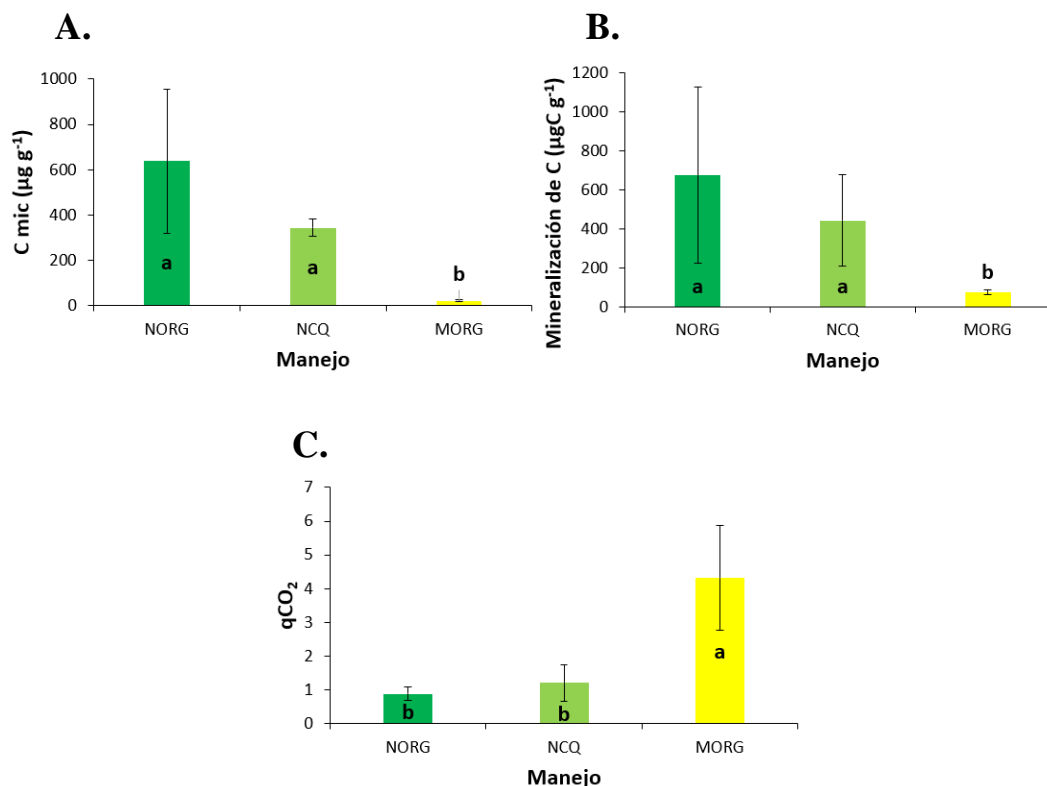 A.
C mic (µg g⁻¹)
1000
800
600
400
200
0
a
a
b
NORG
NCQ
MORG
Manejo
B.
Mineralización de C (µgC g⁻¹)
1200
1000
800
600
400
200
0
a
a
b
NORG
NCQ
MORG
Manejo
C.
qCO₂
7
6
5
4
3
2
1
0
b
b
a
NORG
NCQ
MORG
Manejo